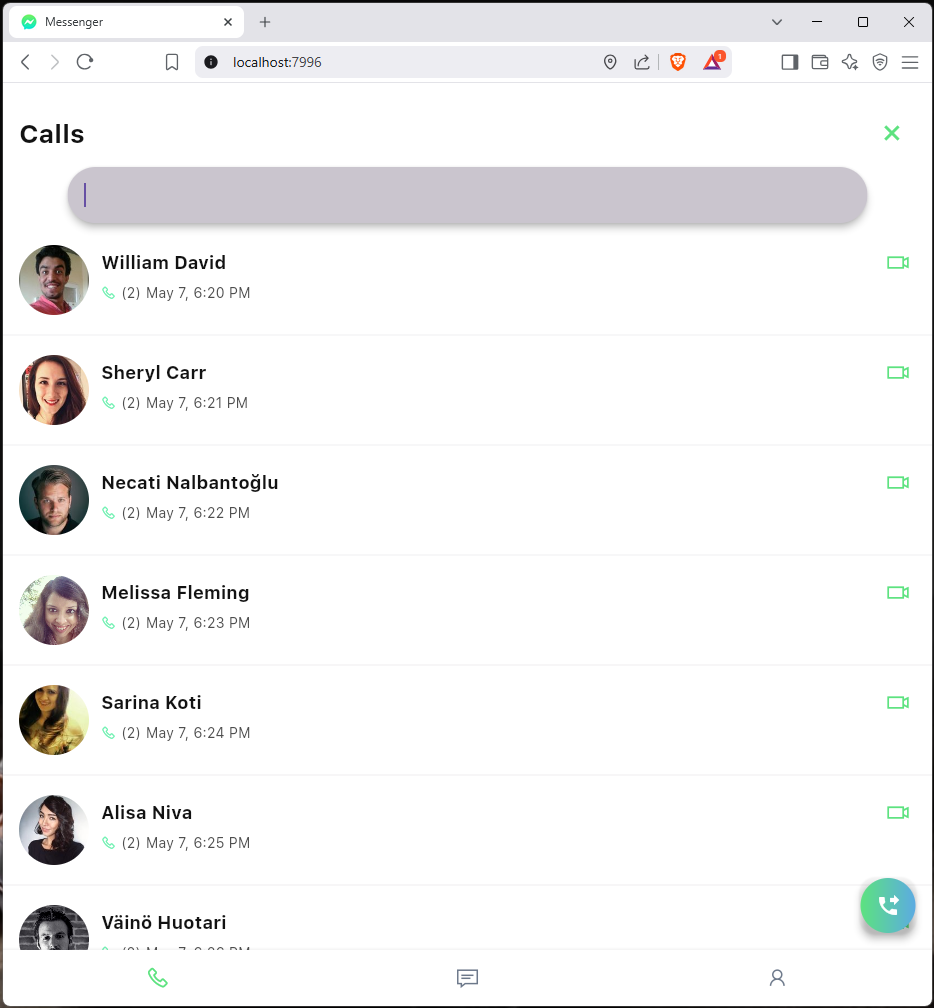 Messenger
localhost:7996
1
Calls
William David
(2) May 7, 6:20 PM
Sheryl Carr
(2) May 7, 6:21 PM
Necati Nalbantoğlu
(2) May 7, 6:22 PM
Melissa Fleming
(2) May 7, 6:23 PM
Sarina Koti
(2) May 7, 6:24 PM
Alisa Niva
(2) May 7, 6:25 PM
Väinö Huotari